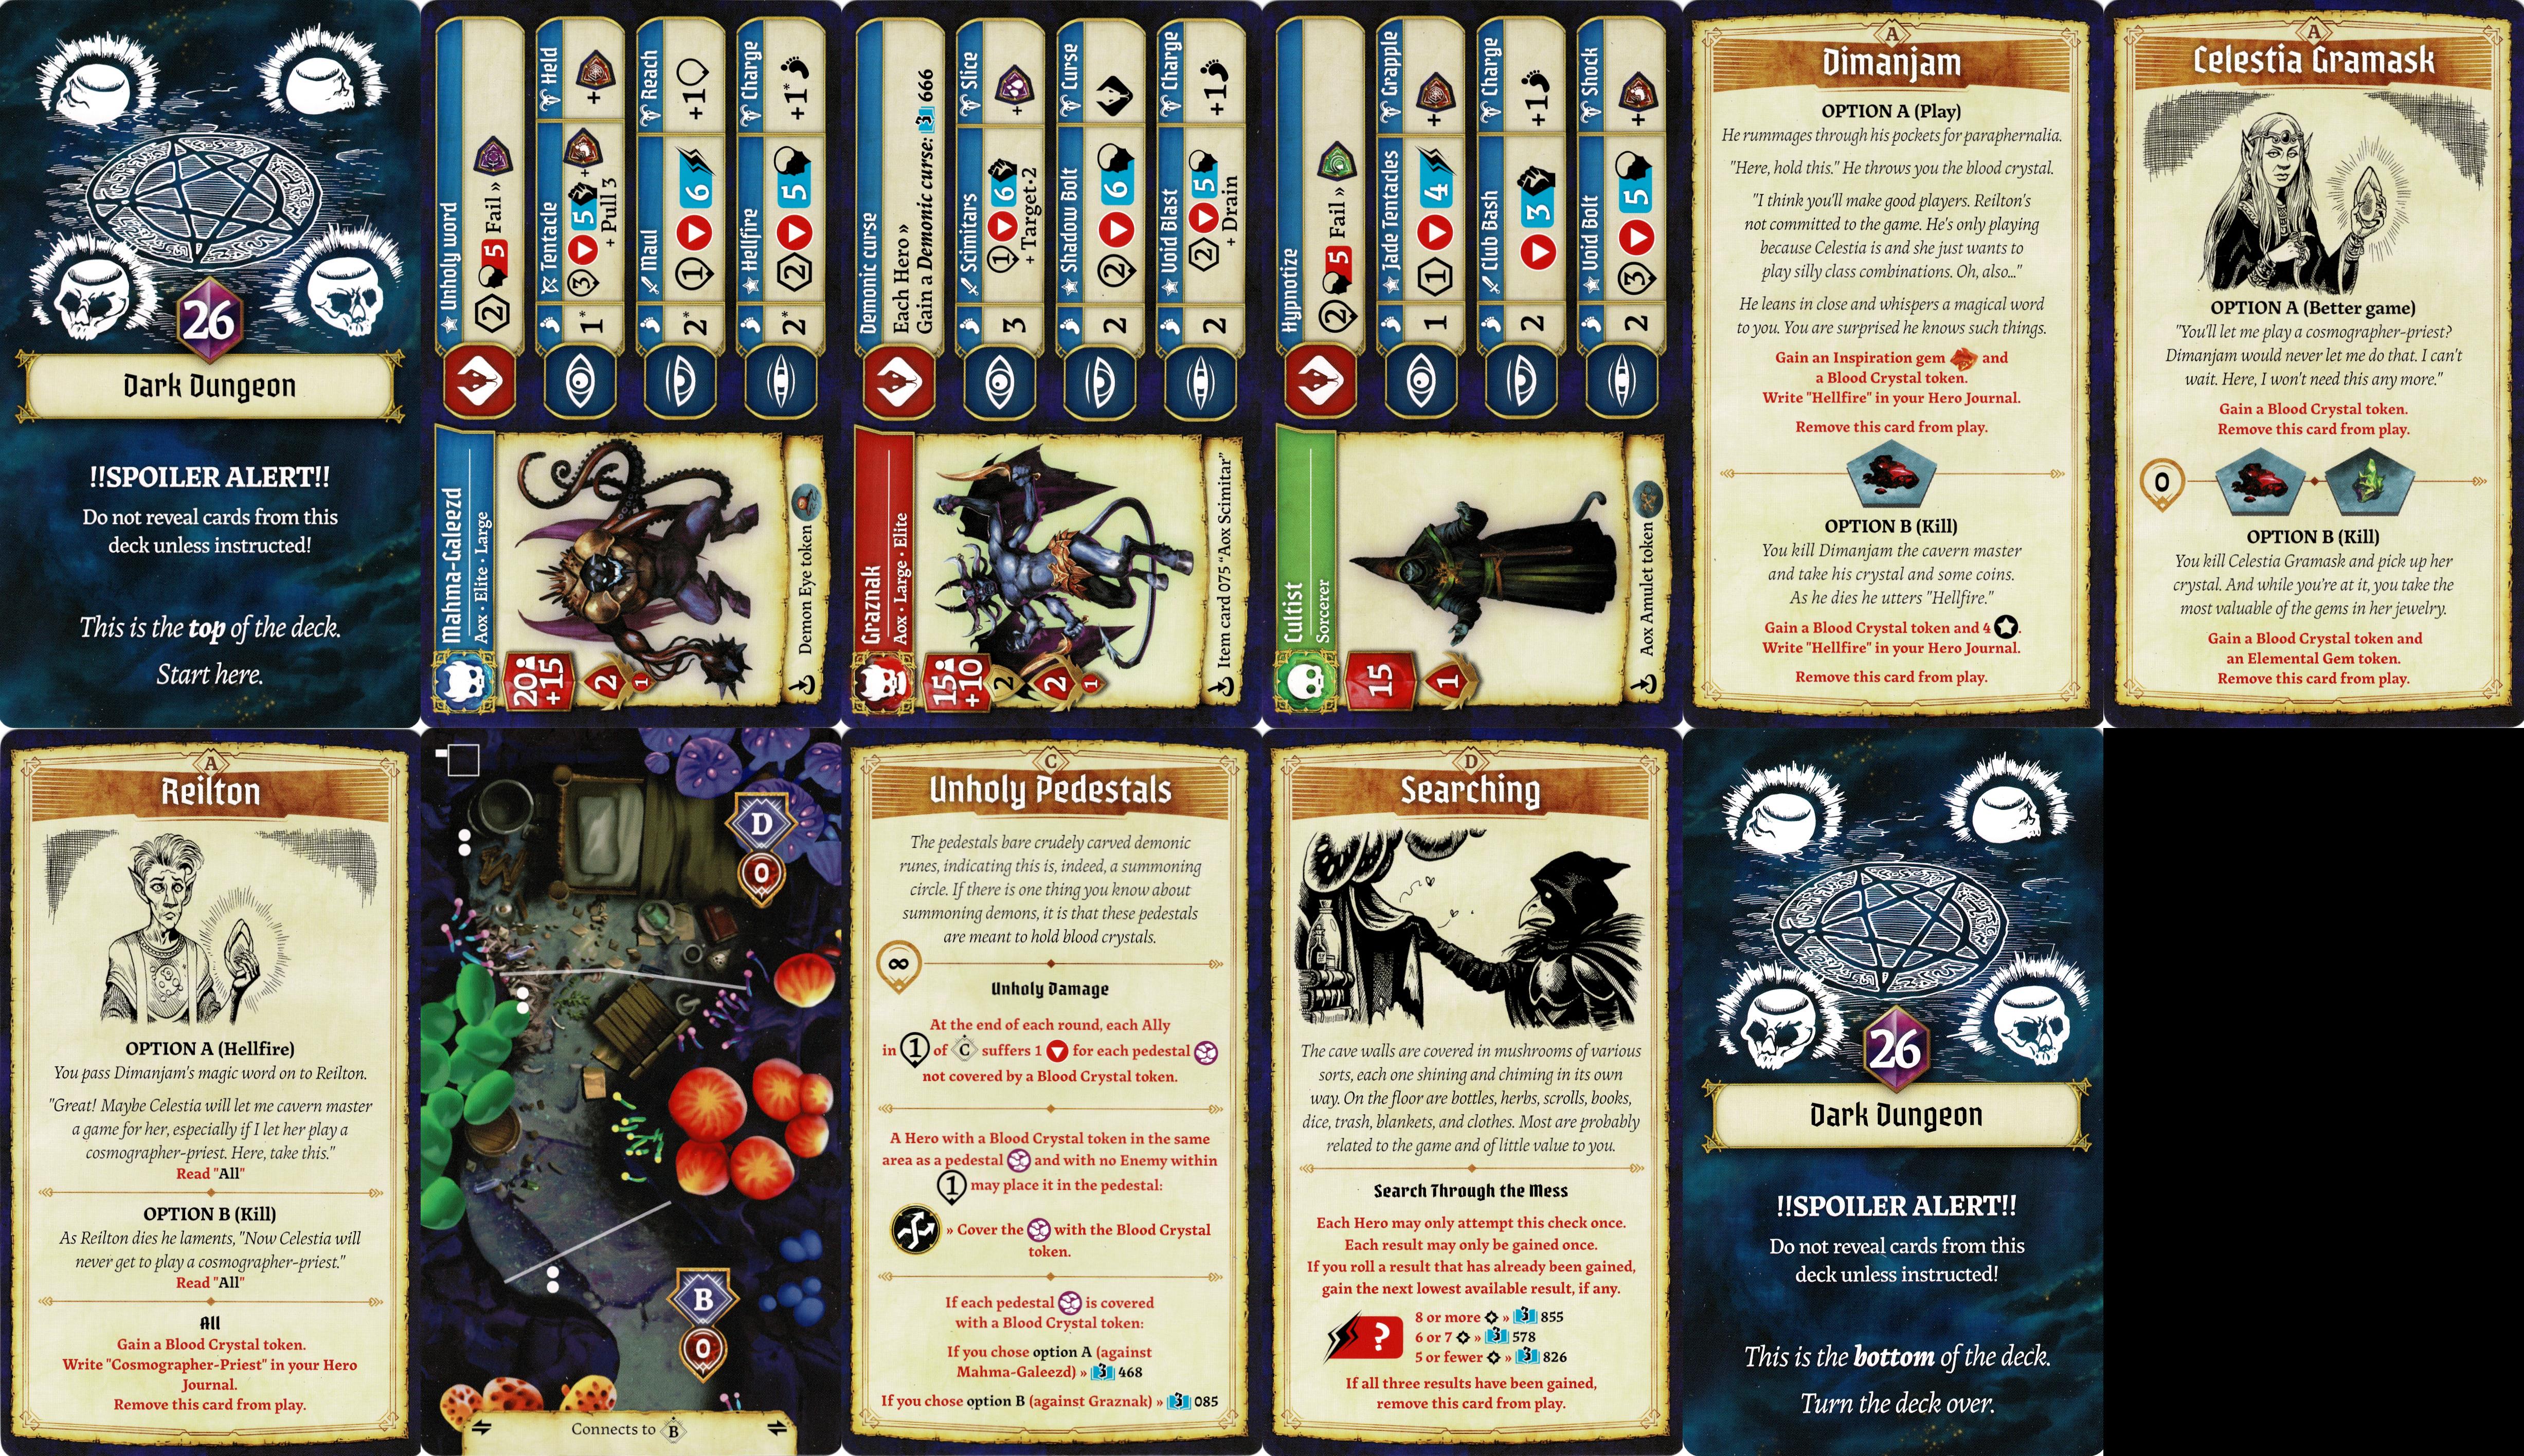 26
Dark Dungeon
!!SPOILER ALERT!!
Do not reveal cards from this
deck unless instructed!
This is the top of the deck.
Start here.
Mahma-Galeezd
Aox • Elite • Large
20
+15
2
1
Demon Eye token
Unholy word
2 5 Fail »
Tentacle
Held
1* 3 5 +
+ Pull 3
+
Maul
Reach
2* 1 6
+1
Hellfire
Charge
2* 2 5
+1*
Graznak
Aox • Large • Elite
15
+10
2
2
1
Item card 075 "Aox Scimitar"
Demonic curse
Each Hero »
Gain a Demonic curse: 3 666
Scimitars
Slice
3 1 6
+ Target•2
+
Shadow Bolt
Curse
2 2 6
Void Blast
Charge
2 2 5
+ Drain
+1
Cultist
Sorcerer
15
1
Aox Amulet token
Hypnotize
2 5 Fail »
Jade Tentacles
Grapple
1 1 4
+
Club Bash
Charge
2 3
+1
Void Bolt
Shock
2 3 5
+
A
Dimanjam
OPTION A (Play)
He rummages through his pockets for paraphernalia.
"Here, hold this." He throws you the blood crystal.
"I think you'll make good players. Reilton's
not committed to the game. He's only playing
because Celestia is and she just wants to
play silly class combinations. Oh, also..."
He leans in close and whispers a magical word
to you. You are surprised he knows such things.
Gain an Inspiration gem and
a Blood Crystal token.
Write "Hellfire" in your Hero Journal.
Remove this card from play.
OPTION B (Kill)
You kill Dimanjam the cavern master
and take his crystal and some coins.
As he dies he utters "Hellfire."
Gain a Blood Crystal token and 4 .
Write "Hellfire" in your Hero Journal.
Remove this card from play.
A
Celestia Gramask
OPTION A (Better game)
"You'll let me play a cosmographer-priest?
Dimanjam would never let me do that. I can't
wait. Here, I won't need this any more."
Gain a Blood Crystal token.
Remove this card from play.
0
OPTION B (Kill)
You kill Celestia Gramask and pick up her
crystal. And while you're at it, you take the
most valuable of the gems in her jewelry.
Gain a Blood Crystal token and
an Elemental Gem token.
Remove this card from play.
A
Reilton
OPTION A (Hellfire)
You pass Dimanjam's magic word on to Reilton.
"Great! Maybe Celestia will let me cavern master
a game for her, especially if I let her play a
cosmographer-priest. Here, take this."
Read "All"
OPTION B (Kill)
As Reilton dies he laments, "Now Celestia will
never get to play a cosmographer-priest."
Read "All"
All
Gain a Blood Crystal token.
Write "Cosmographer-Priest" in your Hero
Journal.
Remove this card from play.
D
0
B
0
Connects to B
C
Unholy Pedestals
The pedestals bare crudely carved demonic
runes, indicating this is, indeed, a summoning
circle. If there is one thing you know about
summoning demons, it is that these pedestals
are meant to hold blood crystals.
∞
Unholy Damage
At the end of each round, each Ally
in 1 of C suffers 1 for each pedestal
not covered by a Blood Crystal token.
A Hero with a Blood Crystal token in the same
area as a pedestal and with no Enemy within
1 may place it in the pedestal:
» Cover the with the Blood Crystal
token.
If each pedestal is covered
with a Blood Crystal token:
If you chose option A (against
Mahma-Galeezd) » 3 468
If you chose option B (against Graznak) » 3 085
D
Searching
The cave walls are covered in mushrooms of various
sorts, each one shining and chiming in its own
way. On the floor are bottles, herbs, scrolls, books,
dice, trash, blankets, and clothes. Most are probably
related to the game and of little value to you.
Search Through the Mess
Each Hero may only attempt this check once.
Each result may only be gained once.
If you roll a result that has already been gained,
gain the next lowest available result, if any.
?
8 or more » 3 855
6 or 7 » 3 578
5 or fewer » 3 826
If all three results have been gained,
remove this card from play.
26
Dark Dungeon
!!SPOILER ALERT!!
Do not reveal cards from this
deck unless instructed!
This is the bottom of the deck.
Turn the deck over.